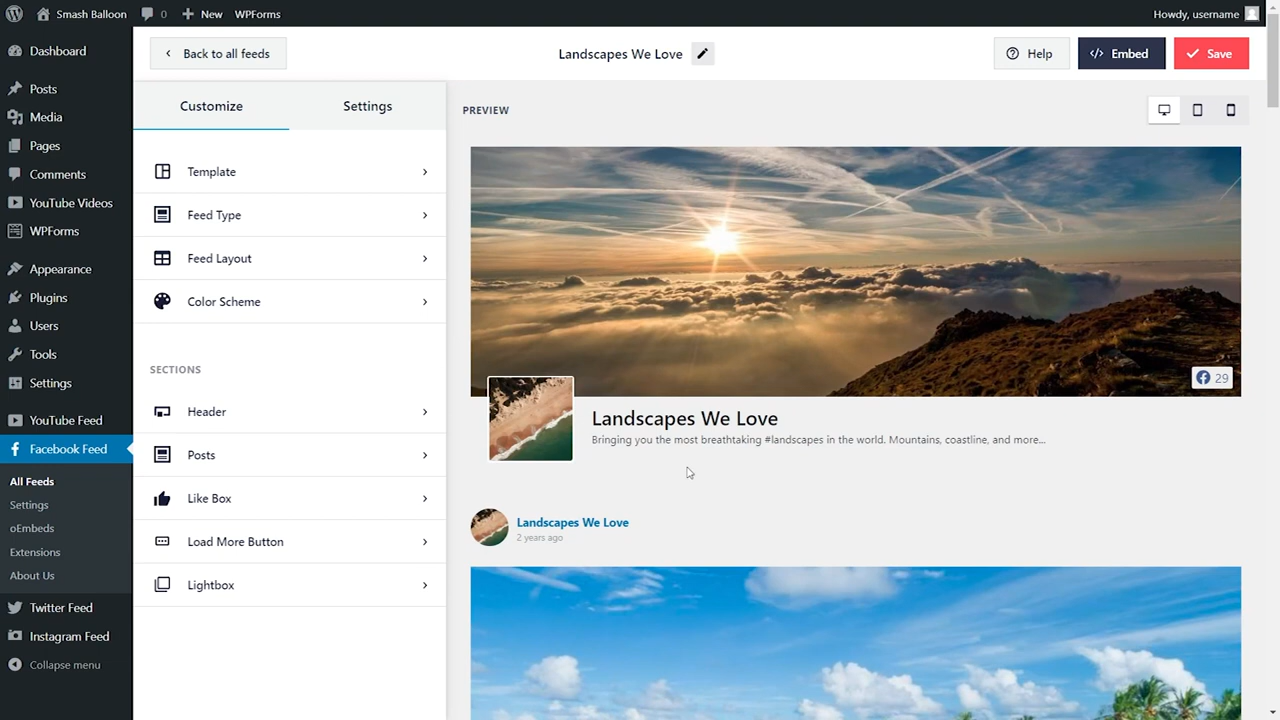 Smash Balloon
0
New
WPForms
Howdy, username
Dashboard
Posts
Media
Pages
Comments
YouTube Videos
WPForms
Appearance
Plugins
Users
Tools
Settings
YouTube Feed
Facebook Feed
All Feeds
Settings
oEmbeds
Extensions
About Us
Twitter Feed
Instagram Feed
Collapse menu
Back to all feeds
Landscapes We Love
Help
Embed
Save
Customize
Settings
Template
Feed Type
Feed Layout
Color Scheme
SECTIONS
Header
Posts
Like Box
Load More Button
Lightbox
PREVIEW
29
Landscapes We Love
Bringing you the most breathtaking #landscapes in the world. Mountains, coastline, and more...
Landscapes We Love
2 years ago